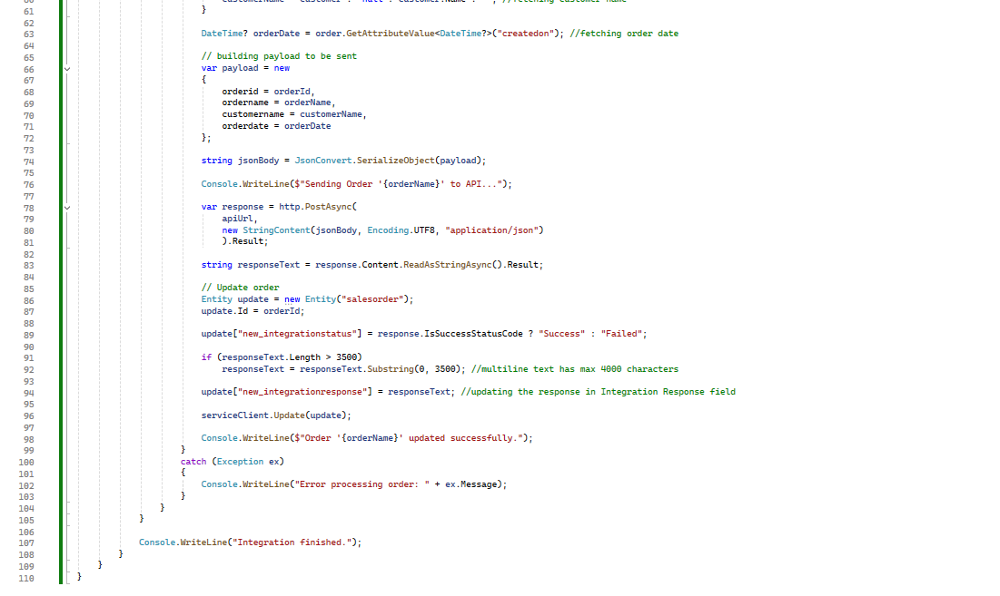 61 }
62
63 DateTime? orderDate = order.GetAttributeValue<DateTime?>("createdon"); //fetching order date
64
65 // building payload to be sent
66 var payload = new
67 {
68 orderid = orderId,
69 ordername = orderName,
70 customername = customerName,
71 orderdate = orderDate
72 };
73
74 string jsonBody = JsonConvert.SerializeObject(payload);
75
76 Console.WriteLine($"Sending Order '{orderName}' to API...");
77
78 var response = http.PostAsync(
79 apiUrl,
80 new StringContent(jsonBody, Encoding.UTF8, "application/json")
81 ).Result;
82
83 string responseText = response.Content.ReadAsStringAsync().Result;
84
85 // Update order
86 Entity update = new Entity("salesorder");
87 update.Id = orderId;
88
89 update["new_integrationstatus"] = response.IsSuccessStatusCode ? "Success" : "Failed";
90
91 if (responseText.Length > 3500)
92 responseText = responseText.Substring(0, 3500); //multiline text has max 4000 characters
93
94 update["new_integrationresponse"] = responseText; //updating the response in Integration Response field
95
96 serviceClient.Update(update);
97
98 Console.WriteLine($"Order '{orderName}' updated successfully.");
99 }
100 catch (Exception ex)
101 {
102 Console.WriteLine("Error processing order: " + ex.Message);
103 }
104 }
105 }
106
107 Console.WriteLine("Integration finished.");
108 }
109 }
110 }